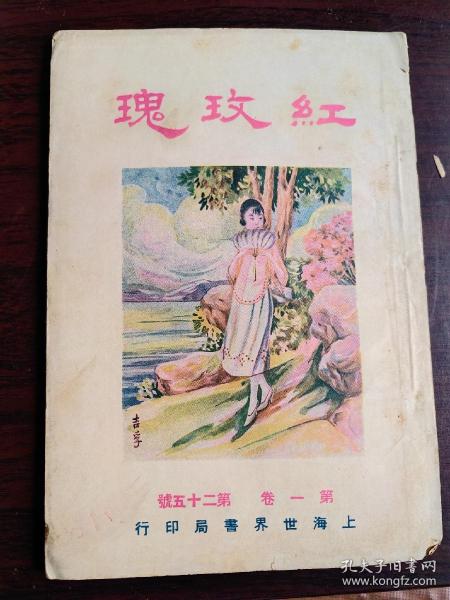 紅玫瑰
吉孚
第一卷 第二十五號
上海世界書局印行
孔夫子旧书网
www.kongfz.com